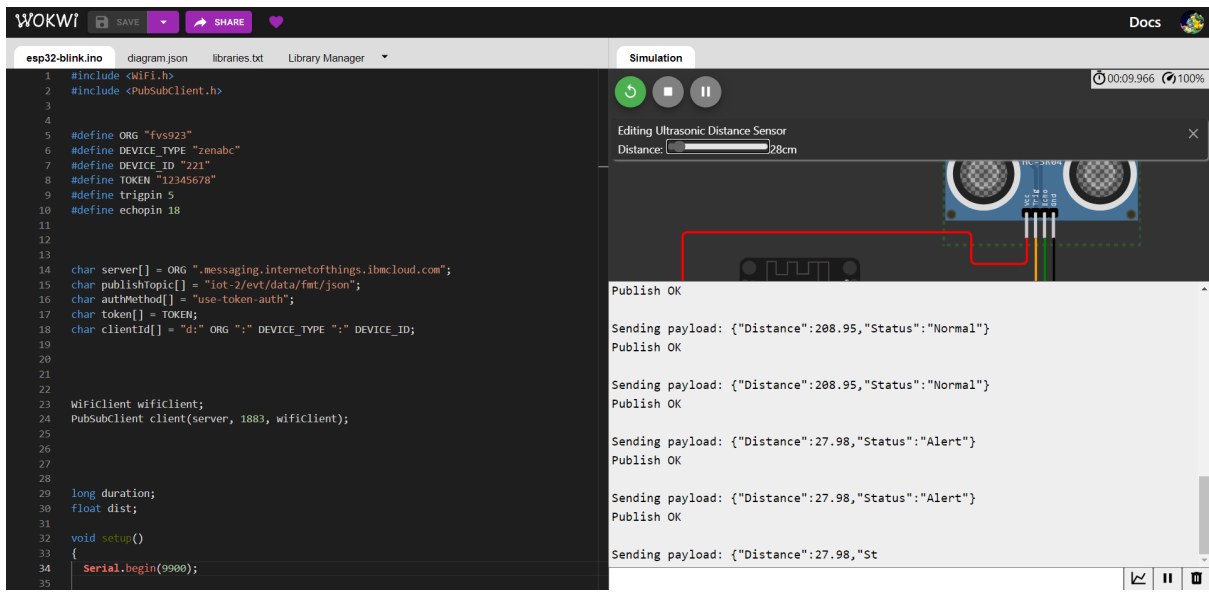 WOKWI SAVE SHARE Docs
esp32-blink.ino diagram.json libraries.txt Library Manager
Simulation
1 #include <WiFi.h>
2 #include <PubSubClient.h>
3
4
5 #define ORG "fvs923"
6 #define DEVICE_TYPE "zenabc"
7 #define DEVICE_ID "221"
8 #define TOKEN "12345678"
9 #define trigpin 5
10 #define echopin 18
11
12
13
14 char server[] = ORG ".messaging.internetofthings.ibmcloud.com";
15 char publishTopic[] = "iot-2/evt/data/fmt/json";
16 char authMethod[] = "use-token-auth";
17 char token[] = TOKEN;
18 char clientId[] = "d:" ORG ":" DEVICE_TYPE ":" DEVICE_ID;
19
20
21
22
23 WiFiClient wifiClient;
24 PubSubClient client(server, 1883, wifiClient);
25
26
27
28
29 long duration;
30 float dist;
31
32 void setup()
33 {
34 Serial.begin(9900);
35
00:09.966 100%
Editing Ultrasonic Distance Sensor
Distance: 28cm
HC-SR04
Vcc
Trig
Echo
Gnd
Publish OK
Sending payload: {"Distance":208.95,"Status":"Normal"}
Publish OK
Sending payload: {"Distance":208.95,"Status":"Normal"}
Publish OK
Sending payload: {"Distance":27.98,"Status":"Alert"}
Publish OK
Sending payload: {"Distance":27.98,"Status":"Alert"}
Publish OK
Sending payload: {"Distance":27.98,"St